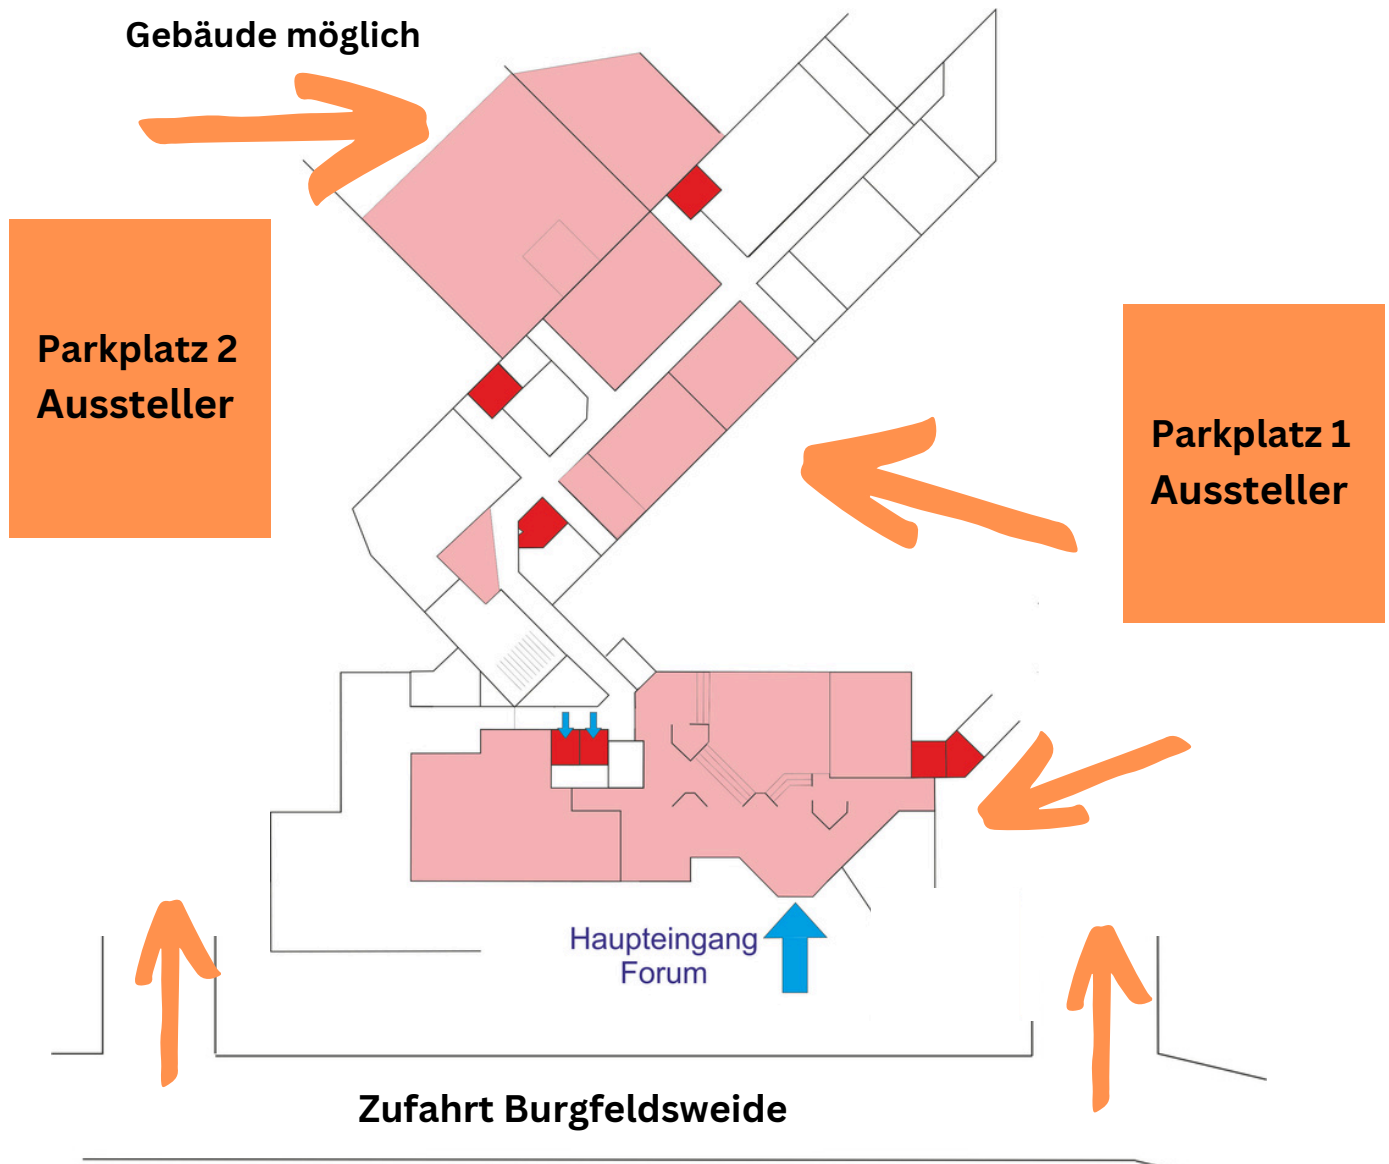 Gebäude möglich
Parkplatz 2
Aussteller
Parkplatz 1
Aussteller
Haupteingang
Forum
Zufahrt Burgfeldsweide